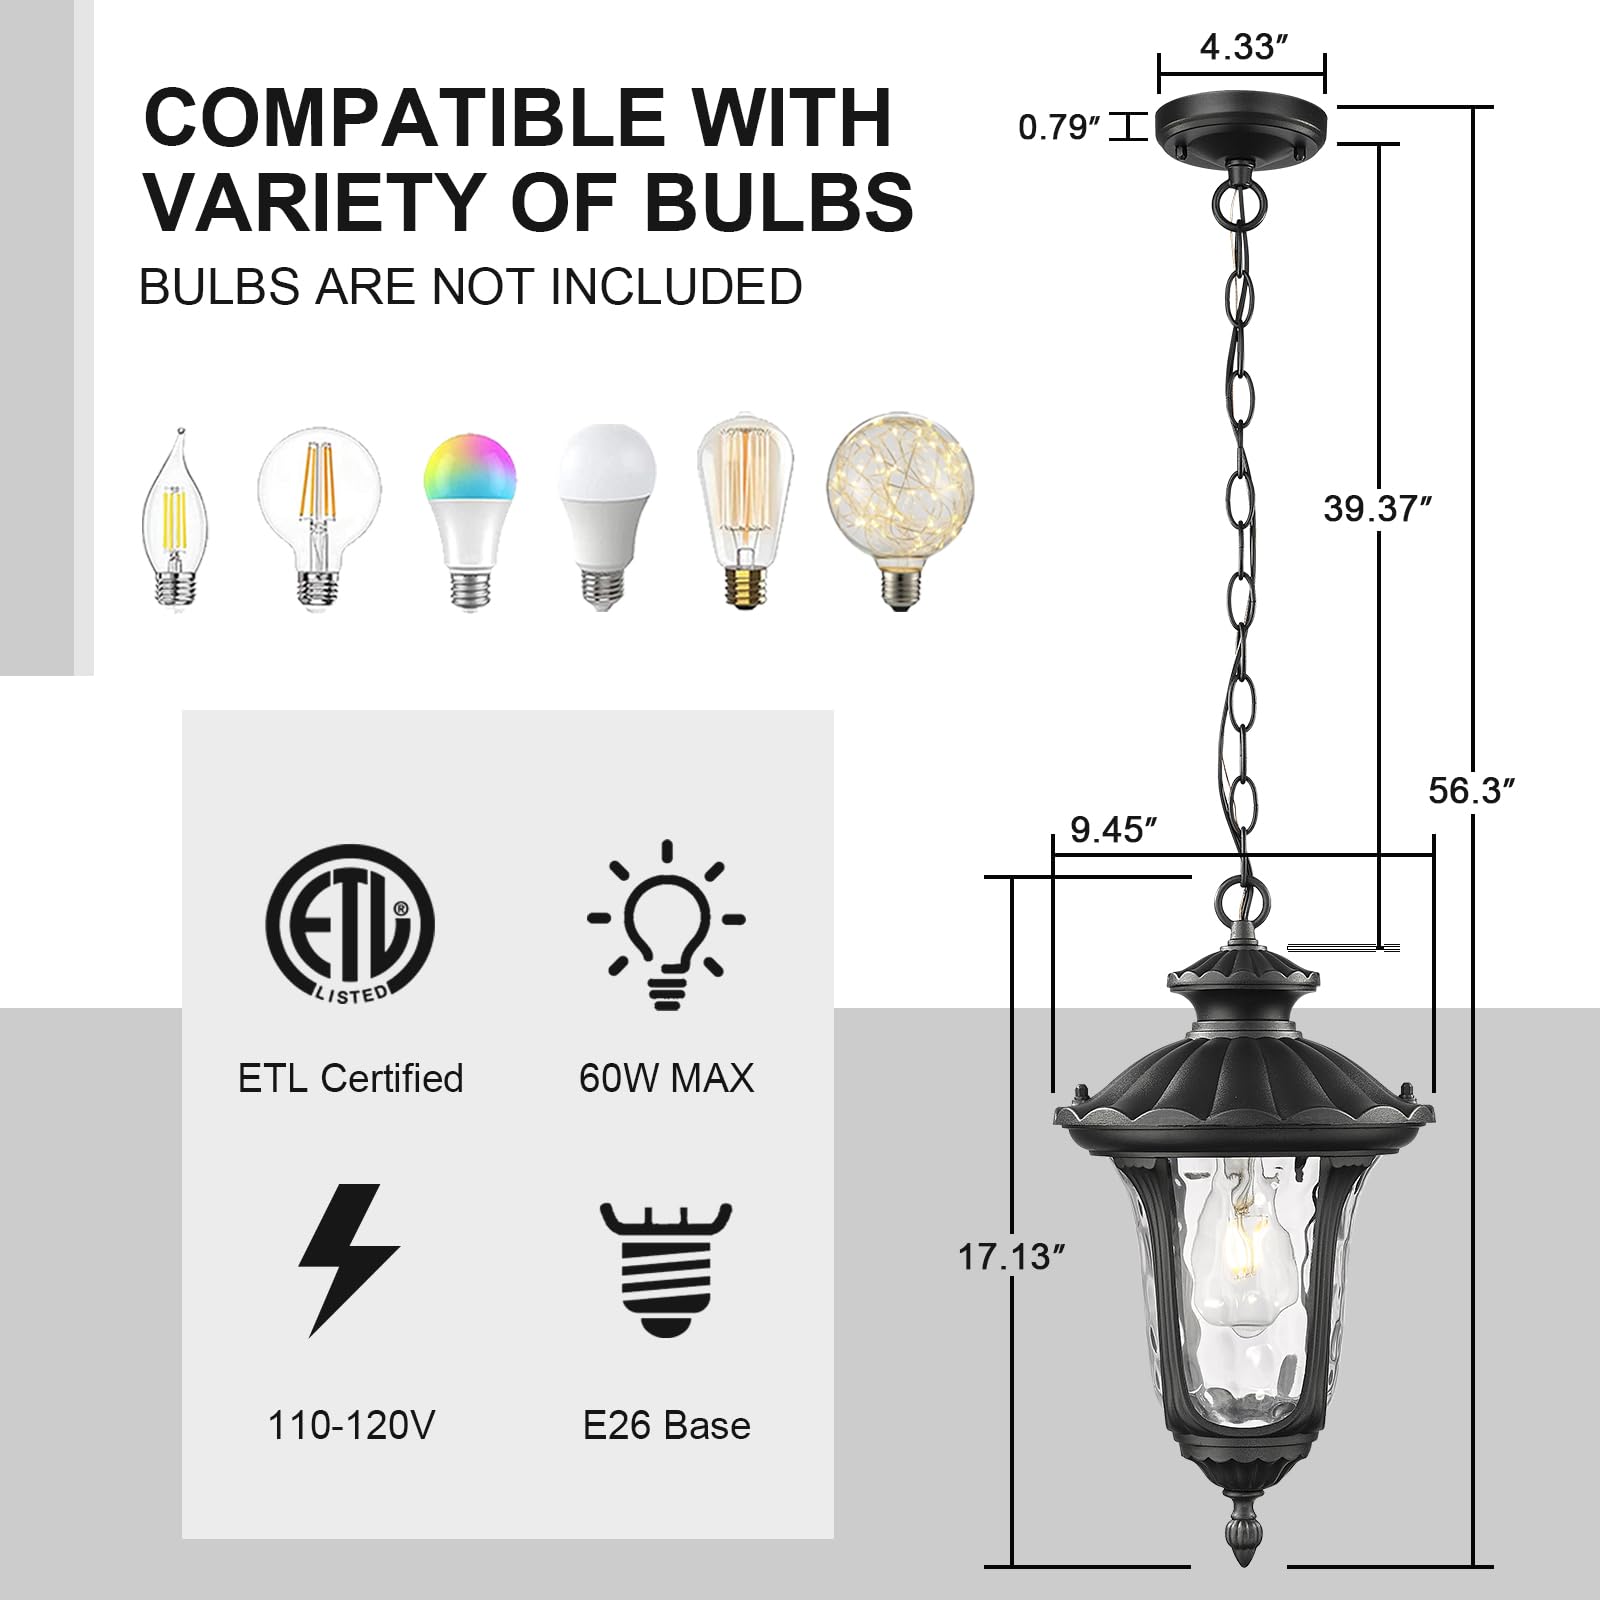 COMPATIBLE WITH
VARIETY OF BULBS
BULBS ARE NOT INCLUDED
4.33″
0.79″
39.37″
56.3″
9.45″
17.13″
ETL®
LISTED
ETL Certified
60W MAX
110-120V
E26 Base